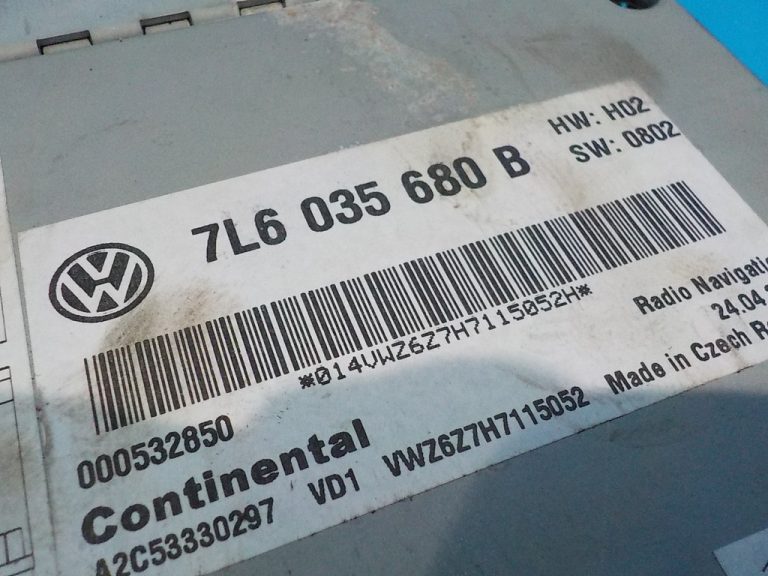 HW: H02
SW: 0802
7L6 035 680 B
*014VWZ6Z7H7115052H*
Radio
24.04.
Made in Czech
000532850
Continental
A2C53330297 VD1 VWZ6Z7H7115052